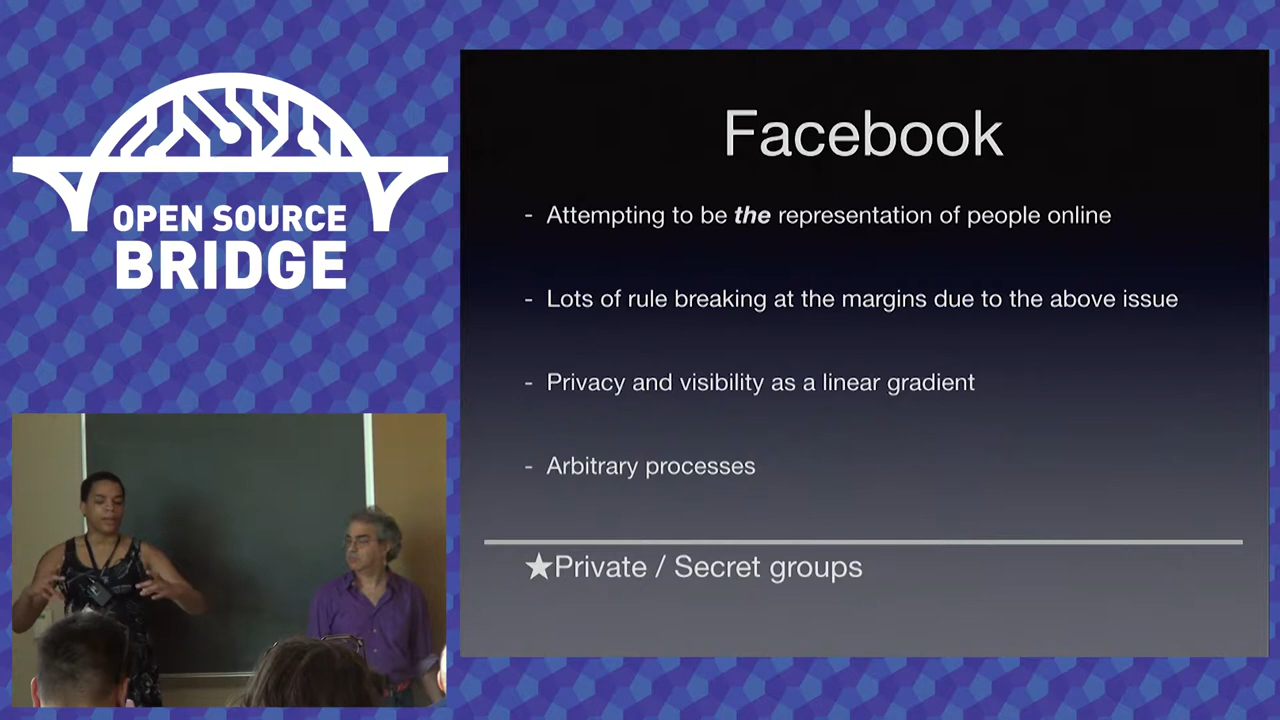 OPEN SOURCE
BRIDGE
Facebook
- Attempting to be the representation of people online
- Lots of rule breaking at the margins due to the above issue
- Privacy and visibility as a linear gradient
- Arbitrary processes
★Private / Secret groups